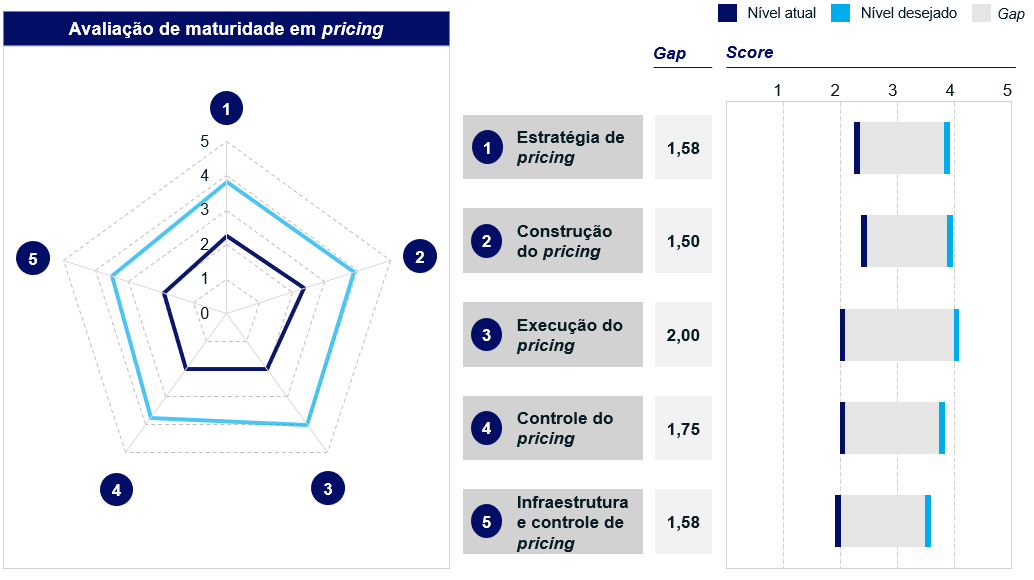 Avaliação de maturidade em pricing
Nível atual
Nível desejado
Gap
1
5
4
3
2
1
0
5
2
4
3
Gap
Score
1
2
3
4
5
1
Estratégia de
pricing
1,58
2
Construção
do pricing
1,50
3
Execução do
pricing
2,00
4
Controle do
pricing
1,75
5
Infraestrutura
e controle de
pricing
1,58